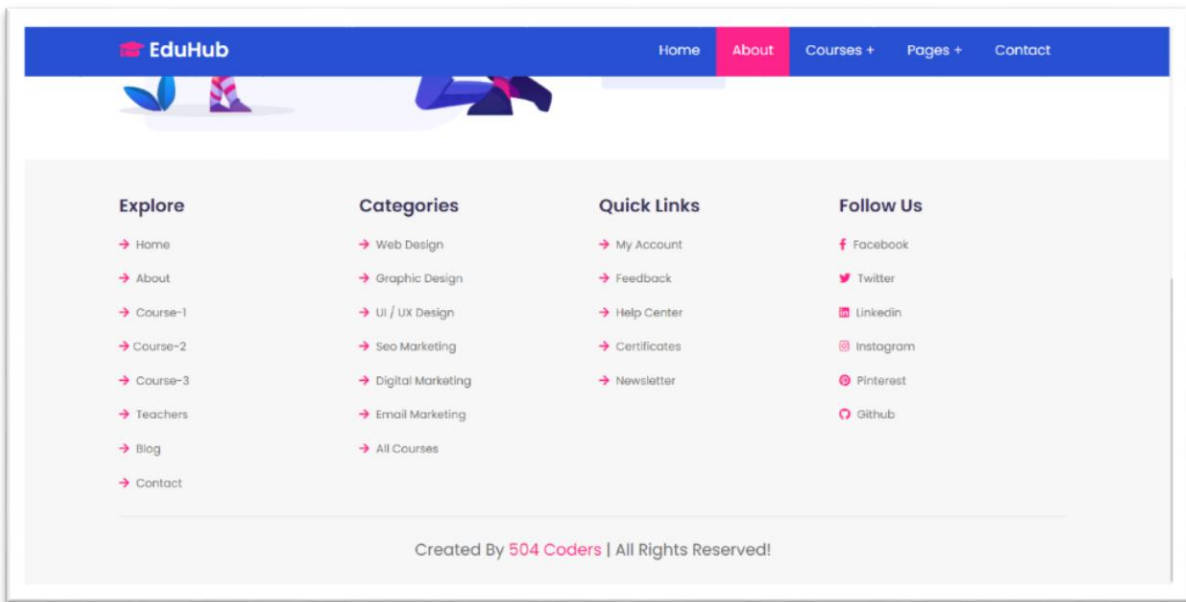 EduHub
Home About Courses + Pages + Contact
Explore
Home
About
Course-1
Course-2
Course-3
Teachers
Blog
Contact
Categories
Web Design
Graphic Design
UI / UX Design
Seo Marketing
Digital Marketing
Email Marketing
All Courses
Quick Links
My Account
Feedback
Help Center
Certificates
Newsletter
Follow Us
Facebook
Twitter
Linkedin
Instagram
Pinterest
Github
Created By 504 Coders | All Rights Reserved!